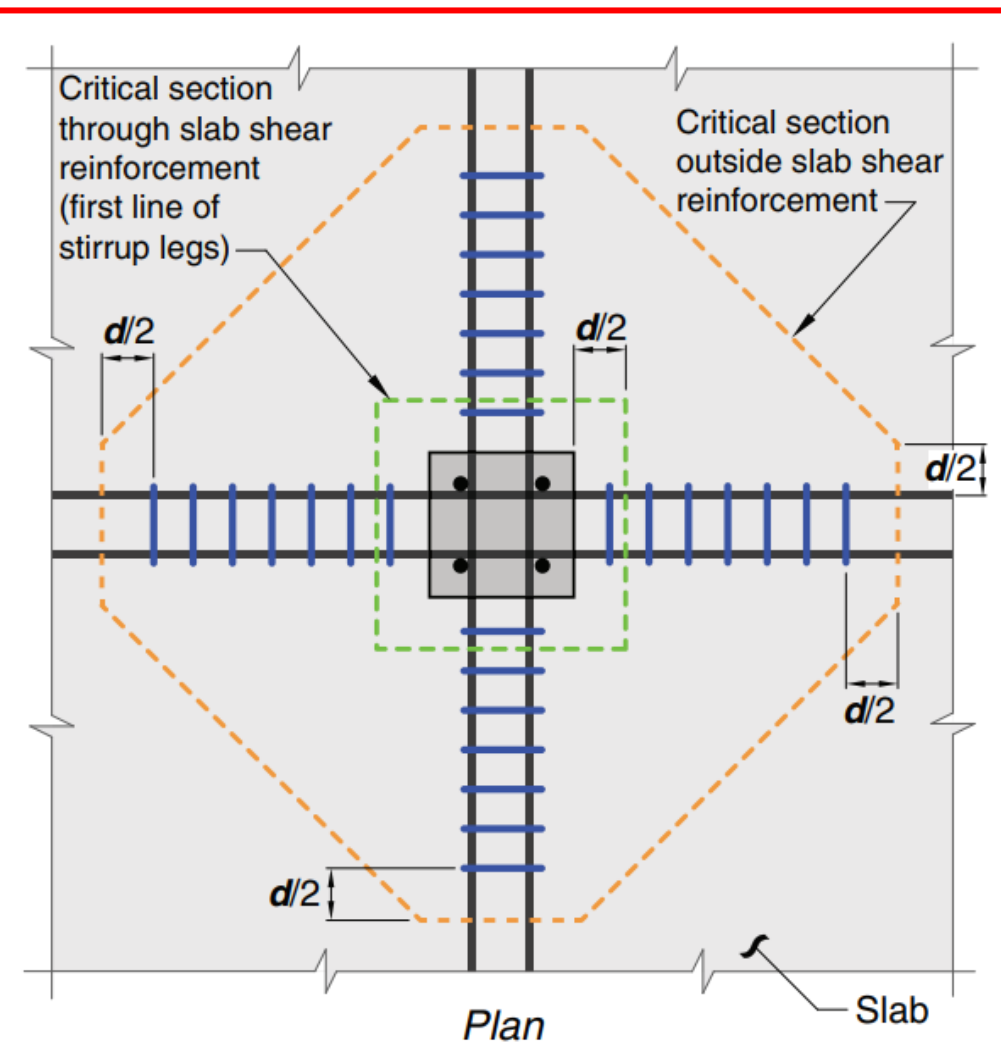 Critical section
through slab shear
reinforcement
(first line of
stirrup legs)
Critical section
outside slab shear
reinforcement
d/2
d/2
d/2
d/2
d/2
Slab
Plan